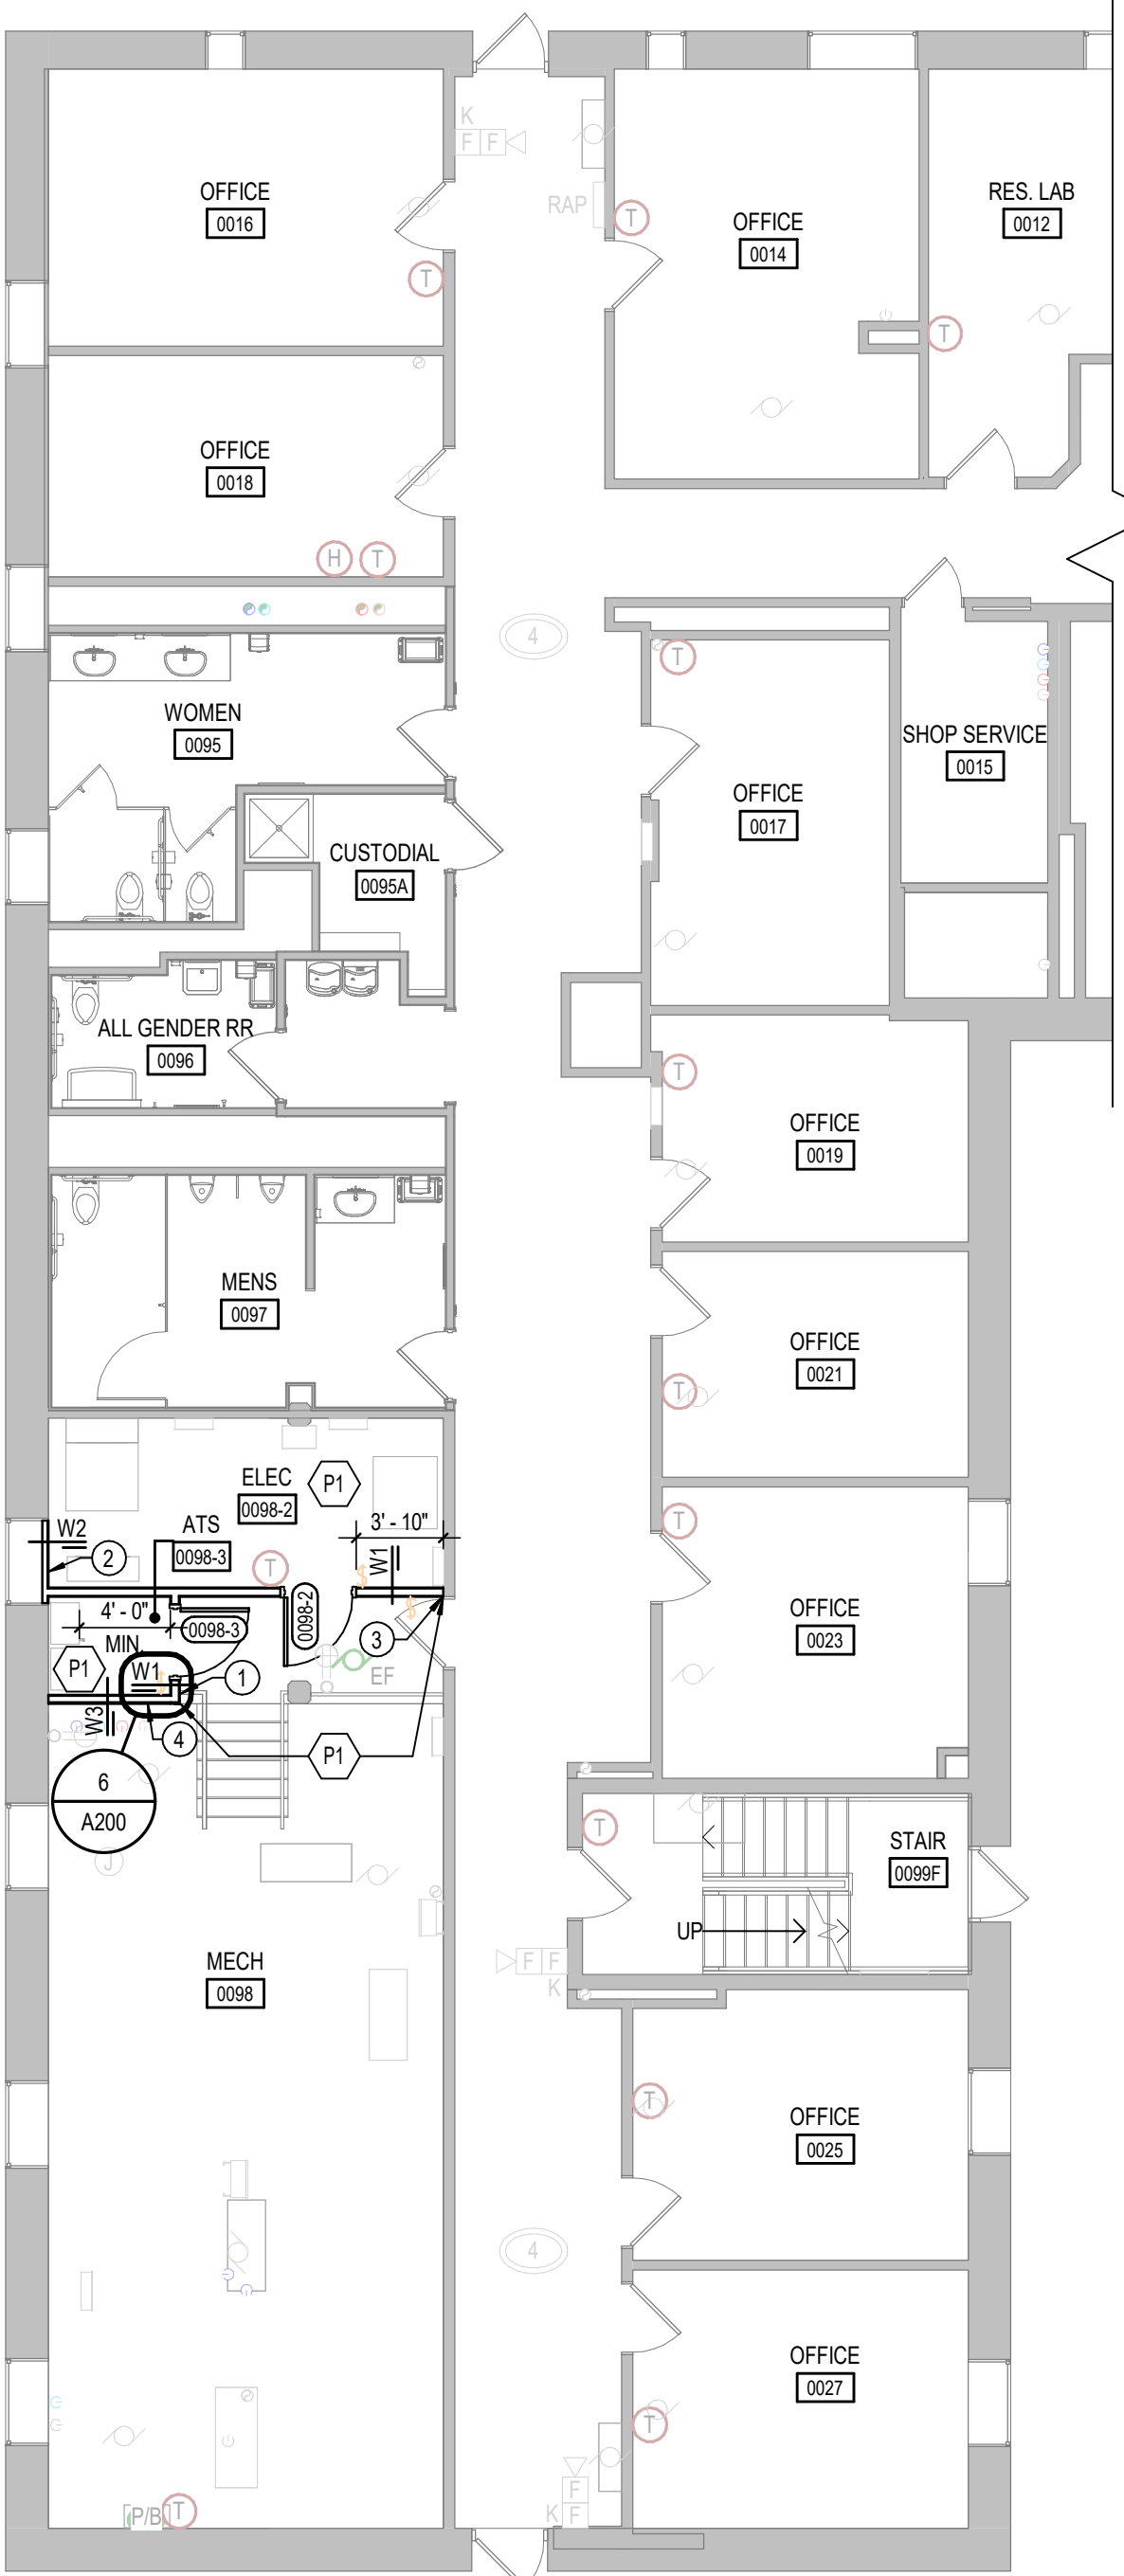 K
F F
RAP
OFFICE
0016
T
T
OFFICE
0014
RES. LAB
0012
T
OFFICE
0018
H T
4
T
WOMEN
0095
SHOP SERVICE
0015
OFFICE
0017
CUSTODIAL
0095A
ALL GENDER RR
0096
T
OFFICE
0019
MENS
0097
OFFICE
0021
T
ELEC
0098-2
P1
ATS
0098-3
W2
2
3' - 10"
W1
T
$
T
4' - 0"
MIN.
0098-3
0098-2
$
3
P1
W1
$
1
EF
OFFICE
0023
W3
4
P1
6
A200
J
T
STAIR
0099F
UP
F F
K
MECH
0098
T
OFFICE
0025
4
OFFICE
0027
T
F
K F
[P/B]
T